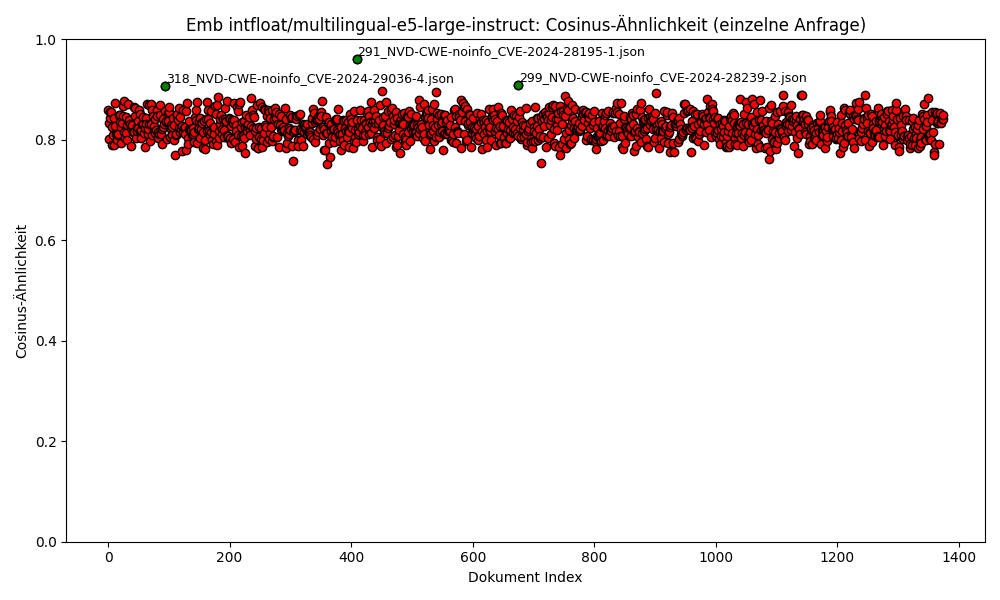 Emb intfloat/multilingual-e5-large-instruct: Cosinus-Ähnlichkeit (einzelne Anfrage)
1.0
291_NVD-CWE-noinfo_CVE-2024-28195-1.json
318_NVD-CWE-noinfo_CVE-2024-29036-4.json
299_NVD-CWE-noinfo_CVE-2024-28239-2.json
0.8
0.6
Cosinus-Ähnlichkeit
0.4
0.2
0.0
0 200 400 600 800 1000 1200 1400
Dokument Index